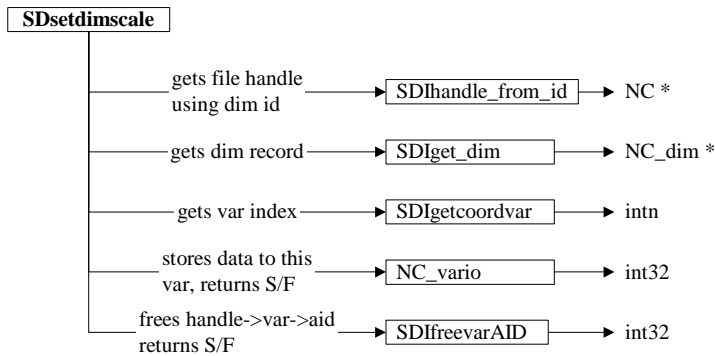 SDsetdimscale
gets file handle
using dim id
SDIhandle_from_id
NC *
gets dim record
SDIget_dim
NC_dim *
gets var index
SDIgetcoordvar
intn
stores data to this
var, returns S/F
NC_vario
int32
frees handle->var->aid
returns S/F
SDIfreevarAID
int32